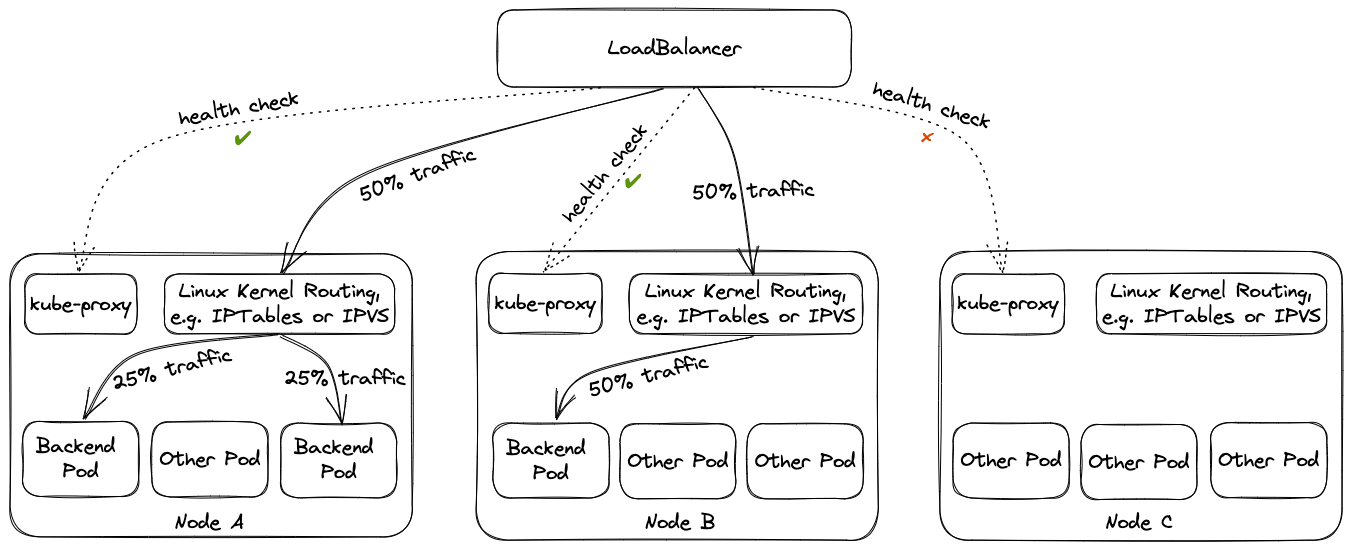 LoadBalancer
health check
health check
health check
50% traffic
50% traffic
kube-proxy
Linux Kernel Routing,
e.g. IPTables or IPVS
25% traffic
25% traffic
Backend
Pod
Other Pod
Backend
Pod
Node A
kube-proxy
Linux Kernel Routing,
e.g. IPTables or IPVS
50% traffic
Backend
Pod
Other Pod
Other Pod
Node B
kube-proxy
Linux Kernel Routing,
e.g. IPTables or IPVS
Other Pod
Other Pod
Other Pod
Node C